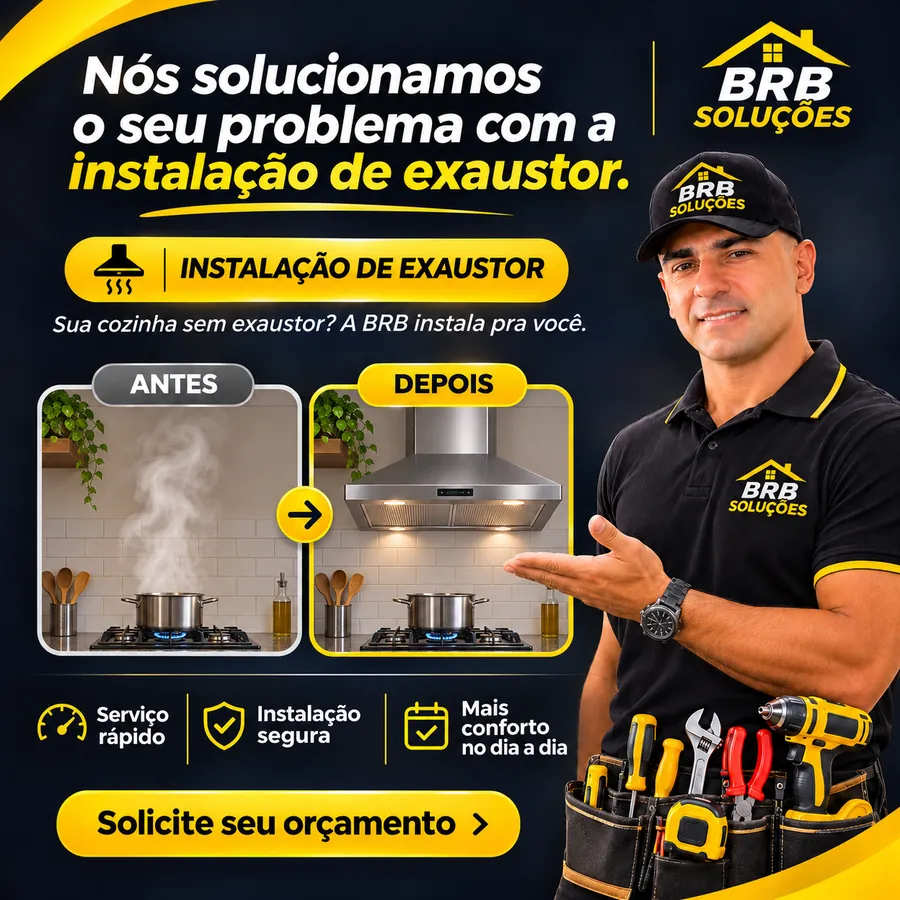 Nós solucionamos
o seu problema com a
instalação de exaustor.
BRB
SOLUÇÕES
BRB
SOLUÇÕES
INSTALAÇÃO DE EXAUSTOR
Sua cozinha sem exaustor? A BRB instala pra você.
ANTES
DEPOIS
BRB
SOLUÇÕES
Serviço
rápido
Instalação
segura
Mais
conforto
no dia a dia
Solicite seu orçamento